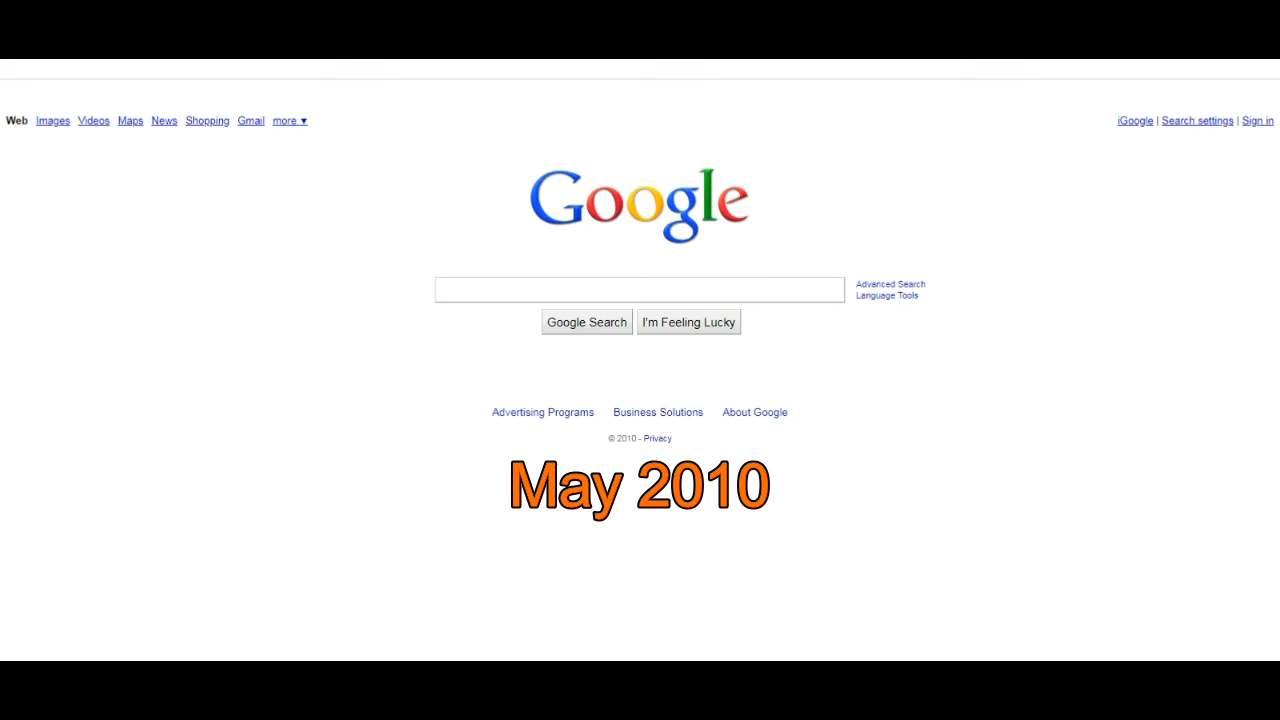 Web Images Videos Maps News Shopping Gmail more ▼
iGoogle | Search settings | Sign in
Google
Advanced Search
Language Tools
Google Search I'm Feeling Lucky
Advertising Programs Business Solutions About Google
© 2010 - Privacy
May 2010